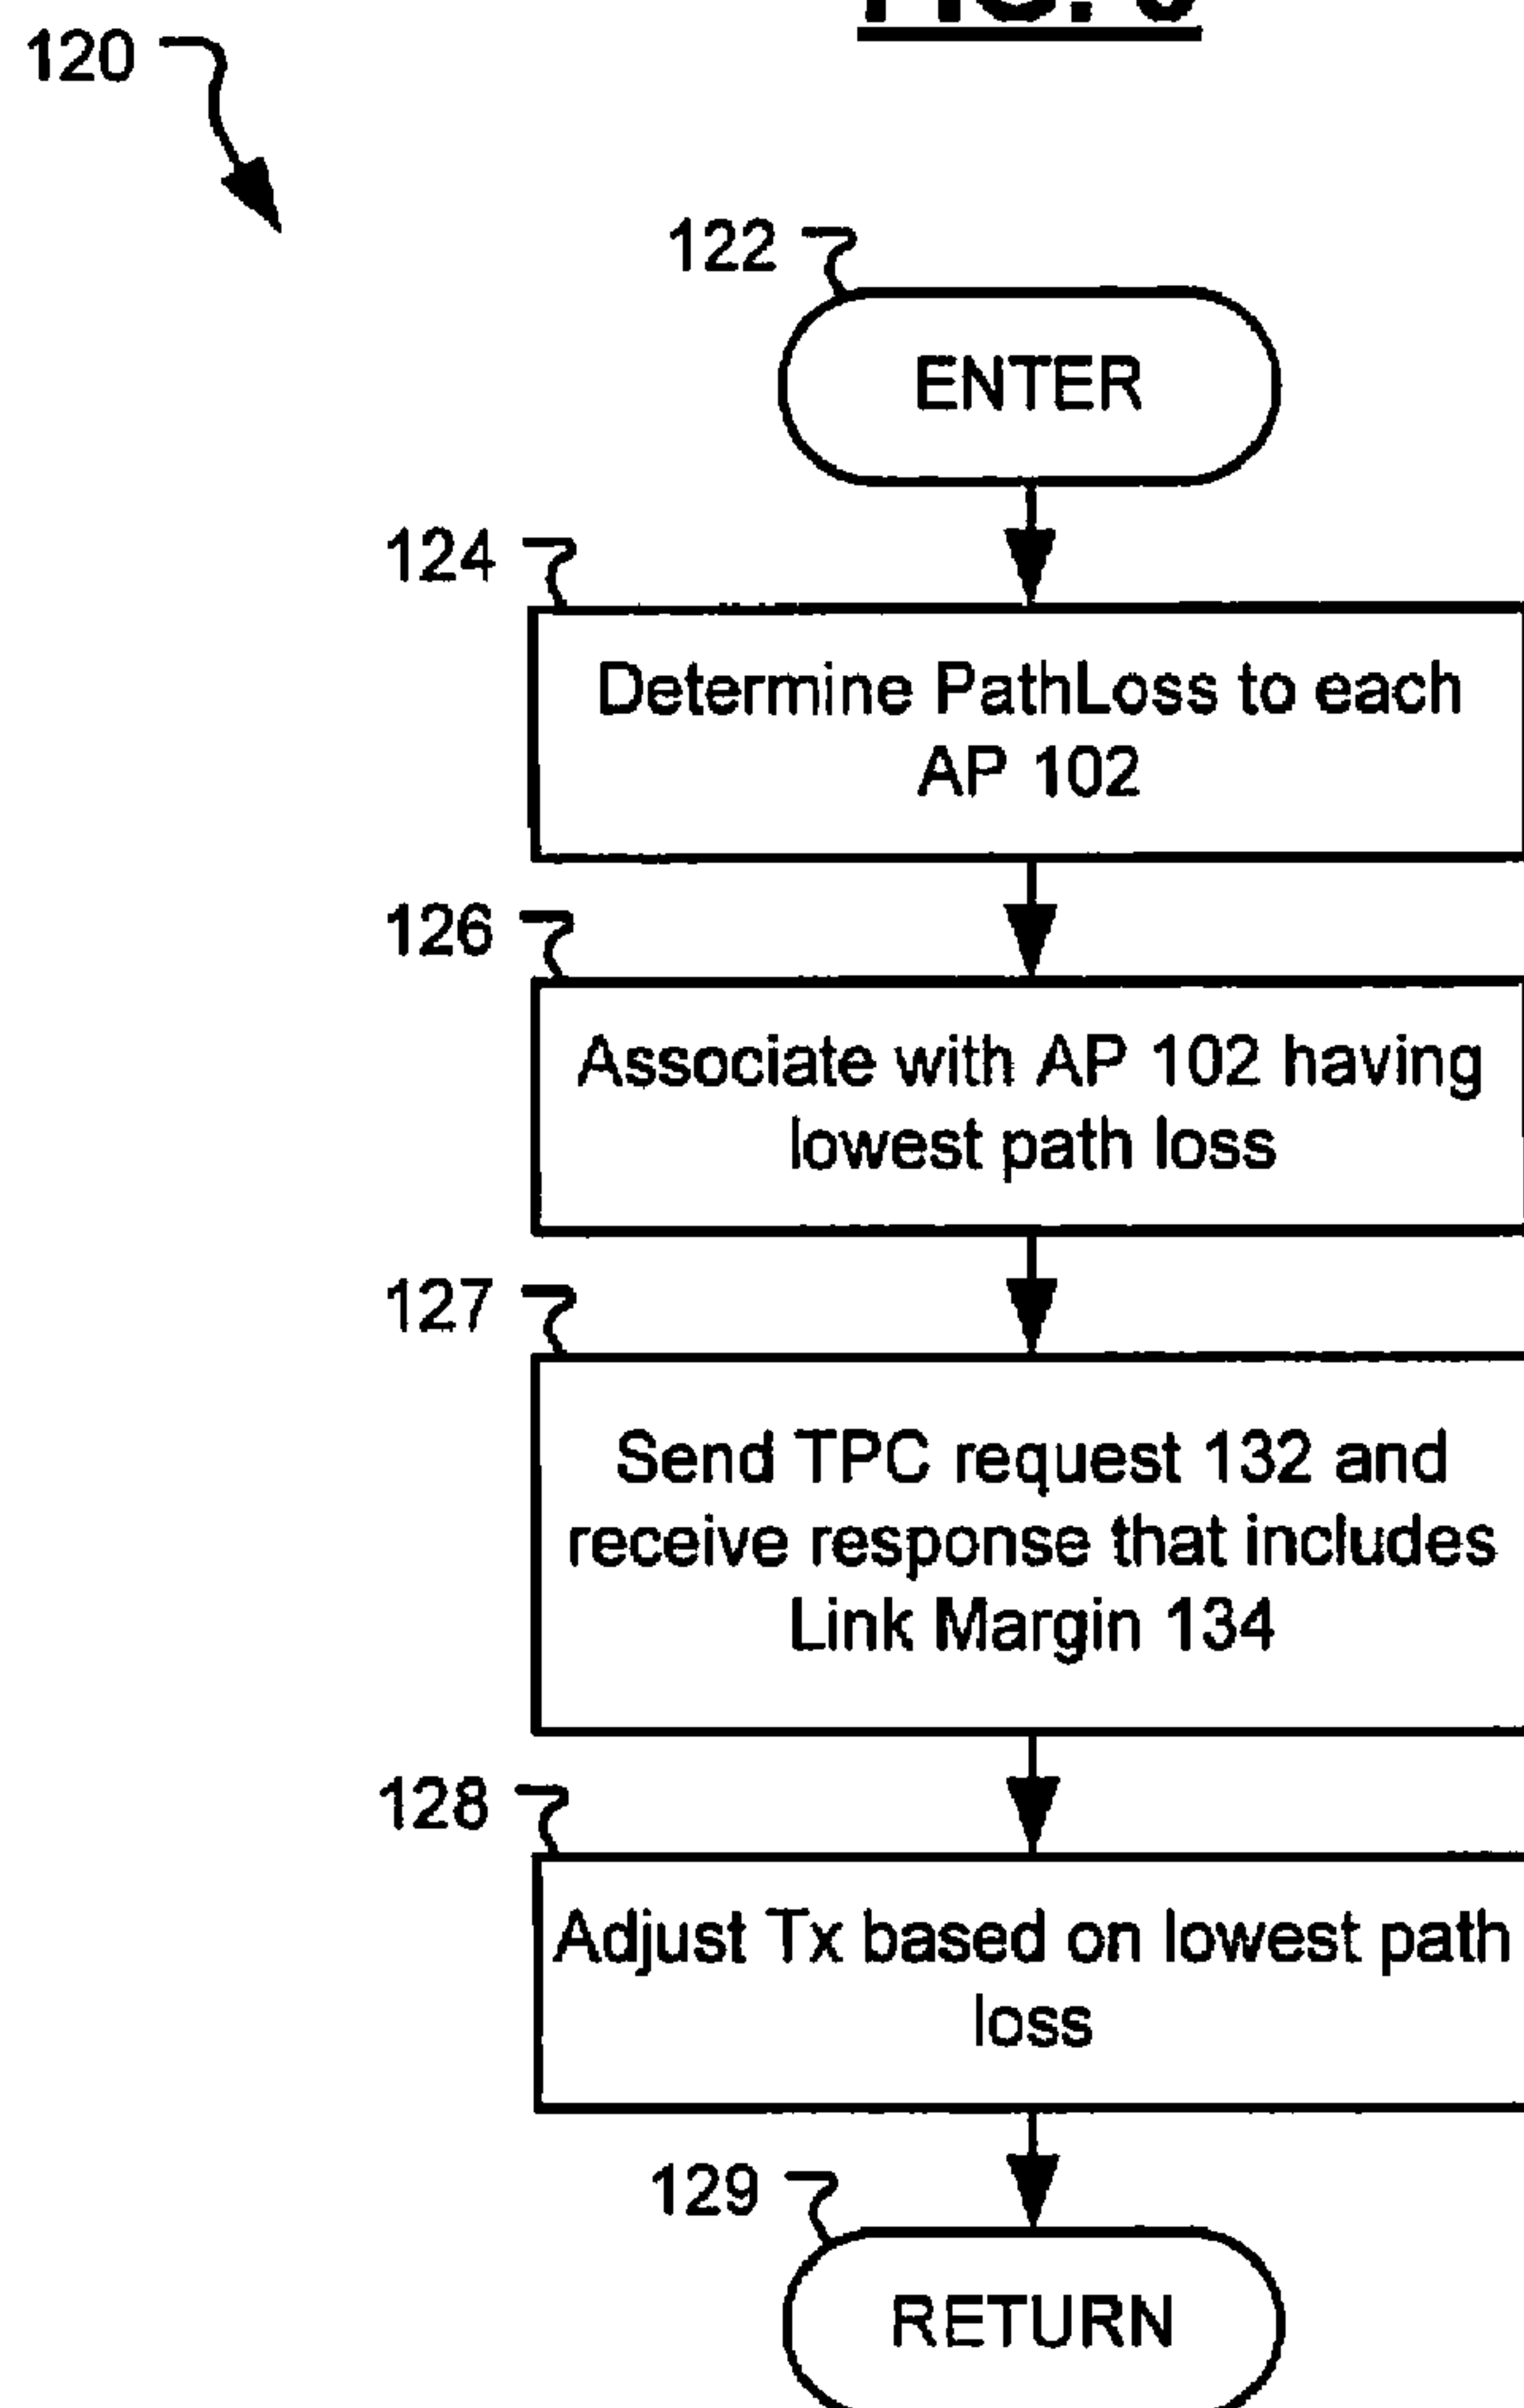 120
122
ENTER
124
Determine PathLoss to each
AP 102
126
Associate with AP 102 having
lowest path loss
127
Send TPC request 132 and
receive response that includes
Link Margin 134
128
Adjust Tx based on lowest path
loss
129
RETURN